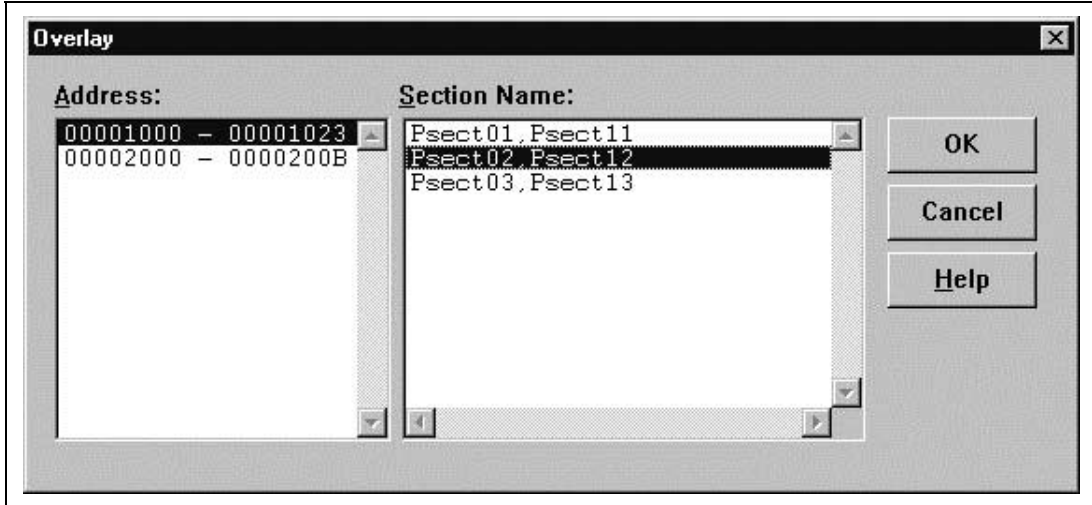 Overlay
Address:
00001000 – 00001023
00002000 – 0000200B
Section Name:
Psect01,Psect11
Psect02,Psect12
Psect03,Psect13
OK
Cancel
Help